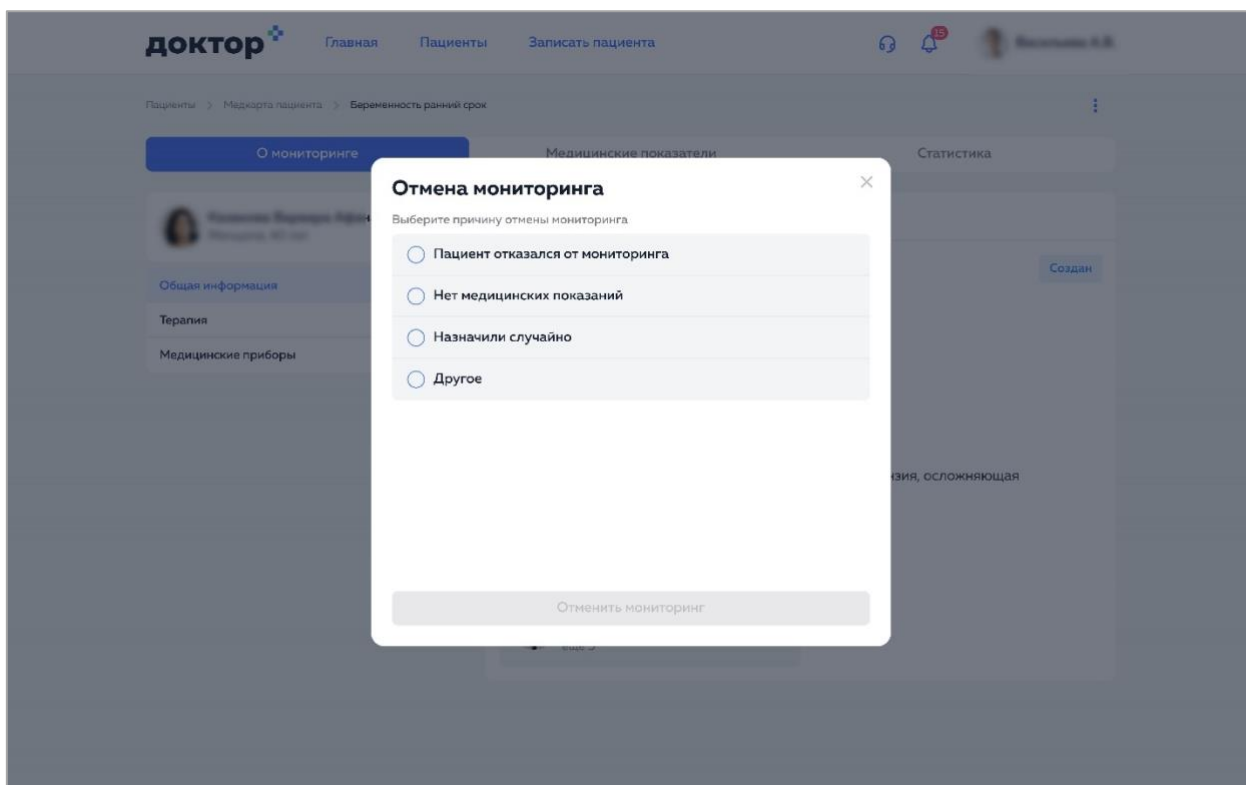 доктор
Главная
Пациенты
Записать пациента
15
Пациенты > Медкарта пациента > Беременность ранний срок
О мониторинге
Медицинские показатели
Статистика
Отмена мониторинга
Выберите причину отмены мониторинга
Пациент отказался от мониторинга
Нет медицинских показаний
Назначили случайно
Другое
Отменить мониторинг
Общая информация
Терапия
Медицинские приборы
Создан
осложняющая